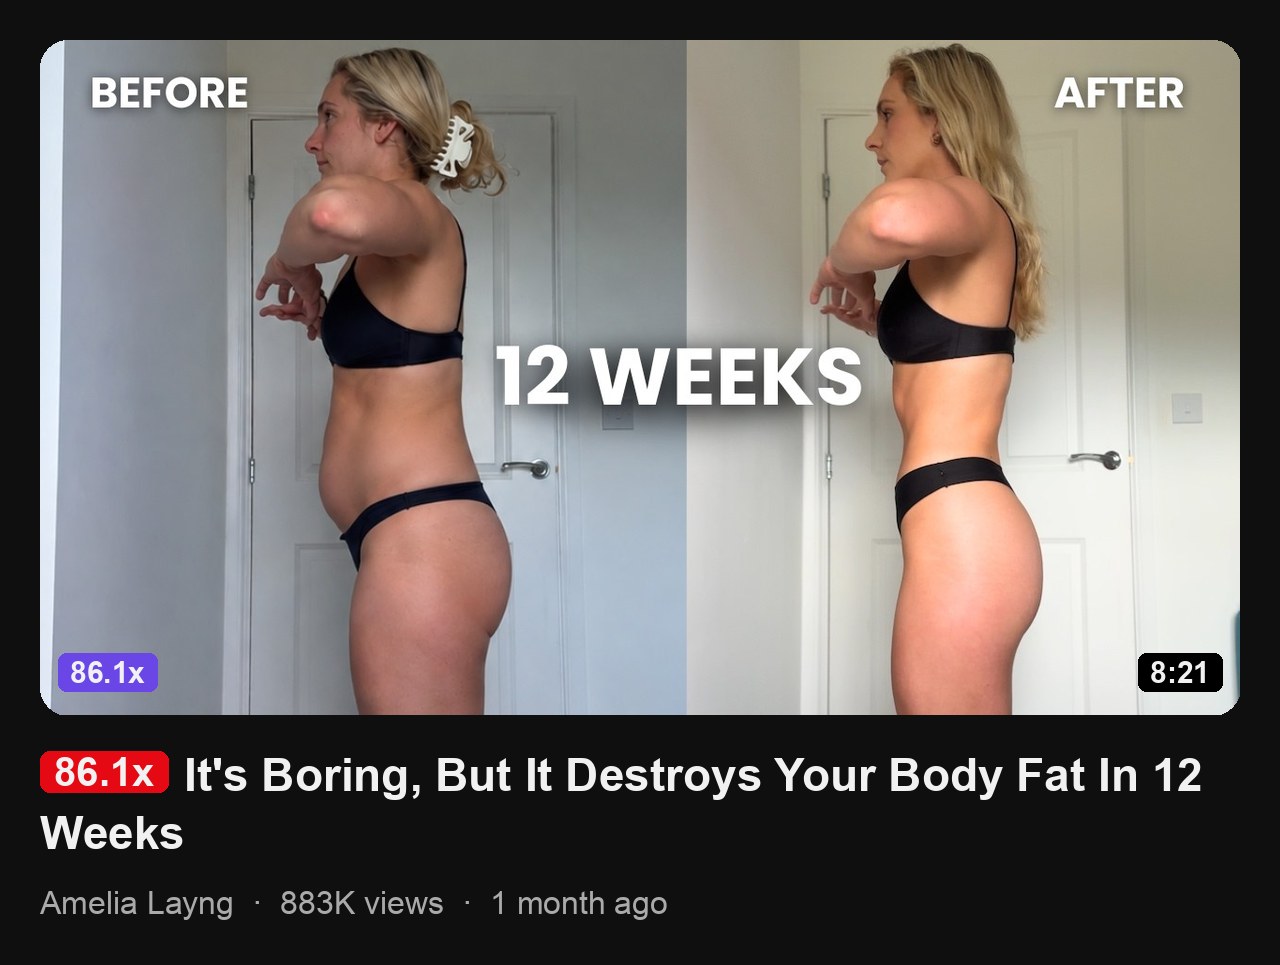 BEFORE
AFTER
12 WEEKS
86.1x
8:21
86.1x It's Boring, But It Destroys Your Body Fat In 12
Weeks
Amelia Layng · 883K views · 1 month ago